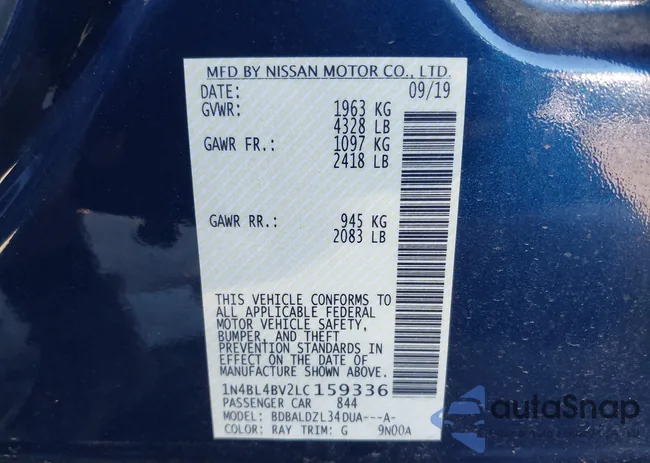 MFD BY NISSAN MOTOR CO., LTD.
DATE: 09/19
GVWR: 1963 KG
4328 LB
GAWR FR.: 1097 KG
2418 LB
GAWR RR.: 945 KG
2083 LB
THIS VEHICLE CONFORMS TO
ALL APPLICABLE FEDERAL
MOTOR VEHICLE SAFETY,
BUMPER, AND THEFT
PREVENTION STANDARDS IN
EFFECT ON THE DATE OF
MANUFACTURE SHOWN ABOVE.
1N4BL4BV2LC159336
PASSENGER CAR 844
MODEL: BDBALDZL34DUA---A-
COLOR: RAY TRIM: G 9N00A
autoSnap